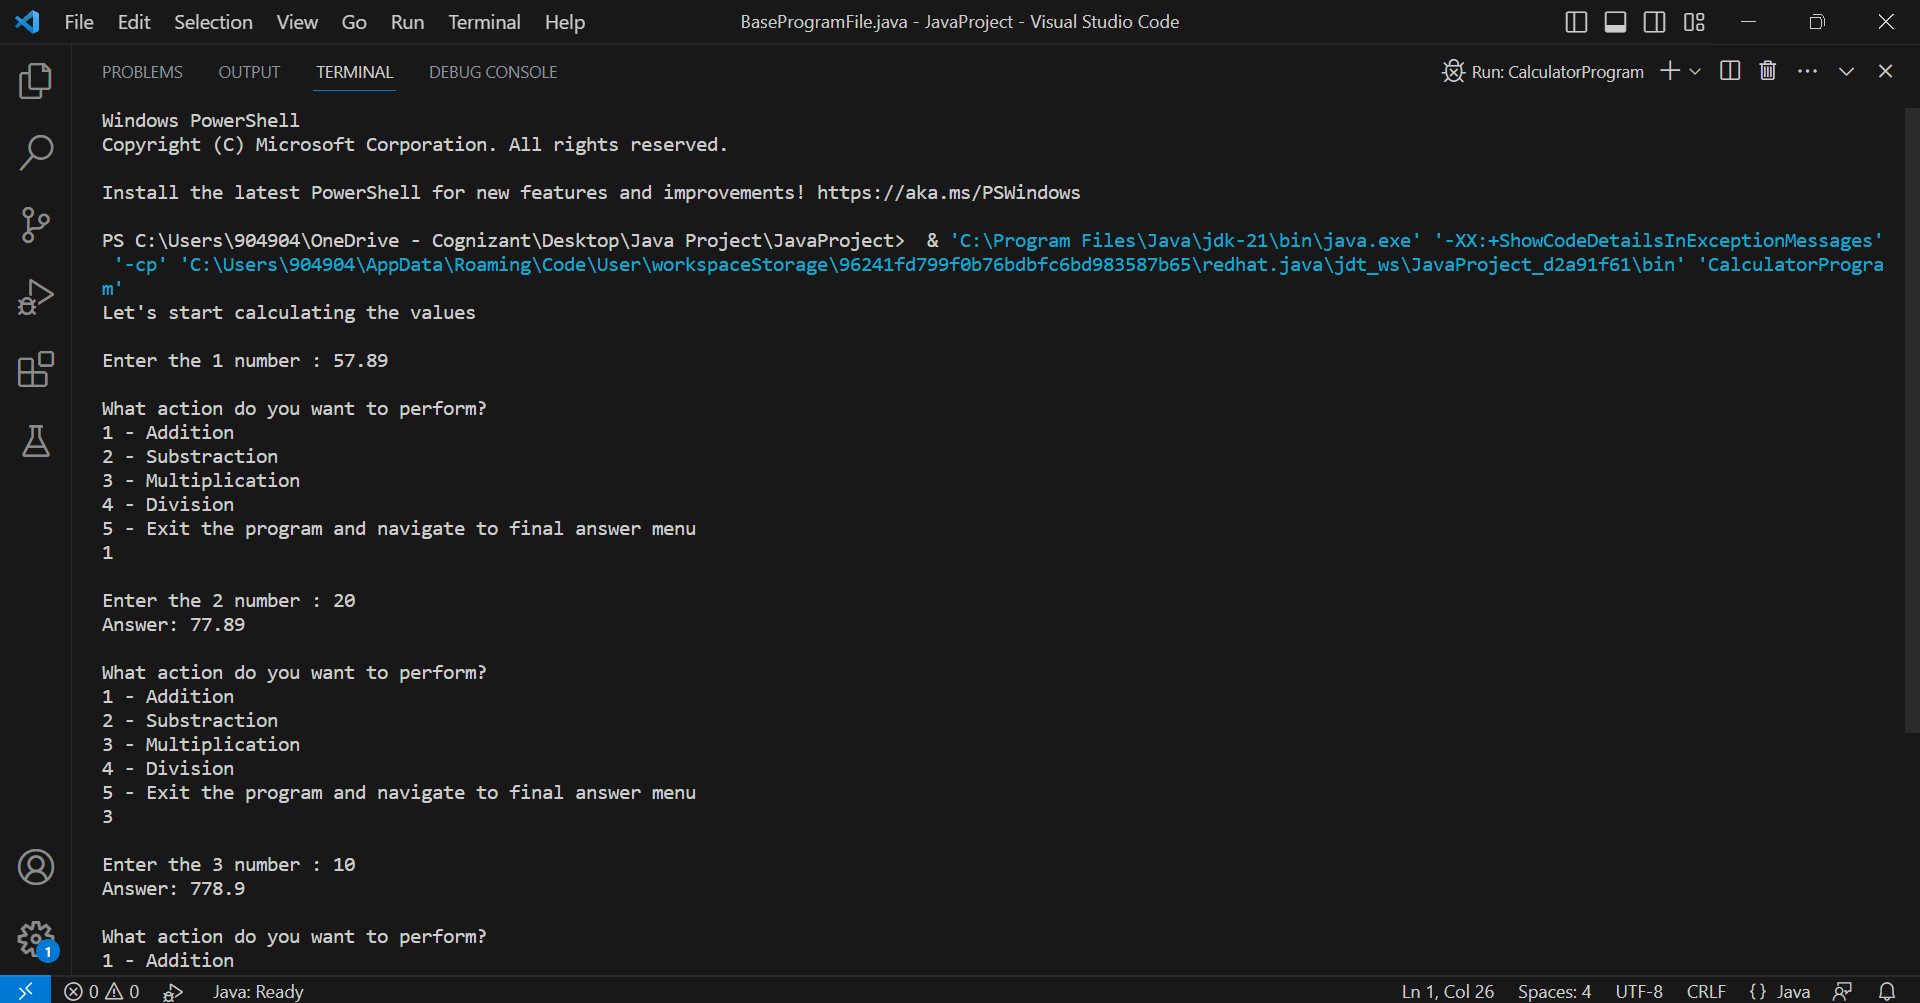 File Edit Selection View Go Run Terminal Help BaseProgramFile.java - JavaProject - Visual Studio Code
PROBLEMS OUTPUT TERMINAL DEBUG CONSOLE Run: CalculatorProgram
Windows PowerShell
Copyright (C) Microsoft Corporation. All rights reserved.
Install the latest PowerShell for new features and improvements! https://aka.ms/PSWindows
PS C:\Users\904904\OneDrive - Cognizant\Desktop\Java Project\JavaProject>  & 'C:\Program Files\Java\jdk-21\bin\java.exe' '-XX:+ShowCodeDetailsInExceptionMessages'
'-cp' 'C:\Users\904904\AppData\Roaming\Code\User\workspaceStorage\96241fd799f0b76bdbfc6bd983587b65\redhat.java\jdt_ws\JavaProject_d2a91f61\bin' 'CalculatorProgra
m'
Let's start calculating the values
Enter the 1 number : 57.89
What action do you want to perform?
1 - Addition
2 - Substraction
3 - Multiplication
4 - Division
5 - Exit the program and navigate to final answer menu
1
Enter the 2 number : 20
Answer: 77.89
What action do you want to perform?
1 - Addition
2 - Substraction
3 - Multiplication
4 - Division
5 - Exit the program and navigate to final answer menu
3
Enter the 3 number : 10
Answer: 778.9
What action do you want to perform?
1 - Addition
1
0 0 Java: Ready Ln 1, Col 26 Spaces: 4 UTF-8 CRLF {} Java